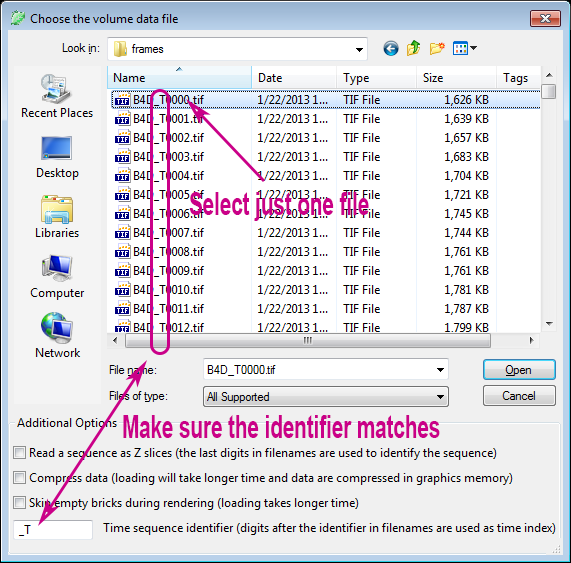 Choose the volume data file
Look in: frames
Name Date Type Size Tags
B4D_T0000.tif 1/22/2013 1... TIF File 1,626 KB
B4D_T0001.tif 1/22/2013 1... TIF File 1,639 KB
B4D_T0002.tif 1/22/2013 1... TIF File 1,657 KB
B4D_T0003.tif 1/22/2013 1... TIF File 1,683 KB
B4D_T0004.tif 1/22/2013 1... TIF File 1,704 KB
B4D_T0005.tif 1/22/2013 1... TIF File 1,721 KB
B4D_T0006.tif 1/22/2013 1... TIF File 1,745 KB
B4D_T0007.tif 1/22/2013 1... TIF File 1,744 KB
B4D_T0008.tif 1/22/2013 1... TIF File 1,761 KB
B4D_T0009.tif 1/22/2013 1... TIF File 1,761 KB
B4D_T0010.tif 1/22/2013 1... TIF File 1,781 KB
B4D_T0011.tif 1/22/2013 1... TIF File 1,787 KB
B4D_T0012.tif 1/22/2013 1... TIF File 1,799 KB
Recent Places
Desktop
Libraries
Computer
Network
Select just one file
File name: B4D_T0000.tif Open
Files of type: All Supported Cancel
Make sure the identifier matches
Additional Options
Read a sequence as Z slices (the last digits in filenames are used to identify the sequence)
Compress data (loading will take longer time and data are compressed in graphics memory)
Skip empty bricks during rendering (loading takes longer time)
_T Time sequence identifier (digits after the identifier in filenames are used as time index)